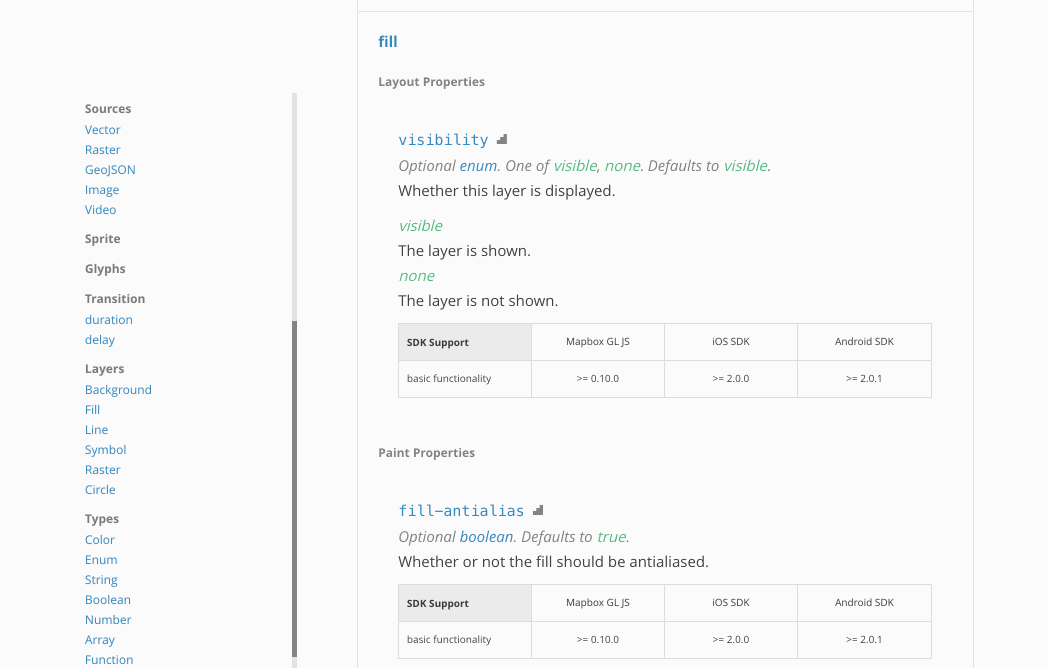 Sources
Vector
Raster
GeoJSON
Image
Video
Sprite
Glyphs
Transition
duration
delay
Layers
Background
Fill
Line
Symbol
Raster
Circle
Types
Color
Enum
String
Boolean
Number
Array
Function
fill
Layout Properties
visibility
Optional enum. One of visible, none. Defaults to visible.
Whether this layer is displayed.
visible
The layer is shown.
none
The layer is not shown.
SDK Support Mapbox GL JS iOS SDK Android SDK
basic functionality >= 0.10.0 >= 2.0.0 >= 2.0.1
Paint Properties
fill-antialias
Optional boolean. Defaults to true.
Whether or not the fill should be antialiased.
SDK Support Mapbox GL JS iOS SDK Android SDK
basic functionality >= 0.10.0 >= 2.0.0 >= 2.0.1